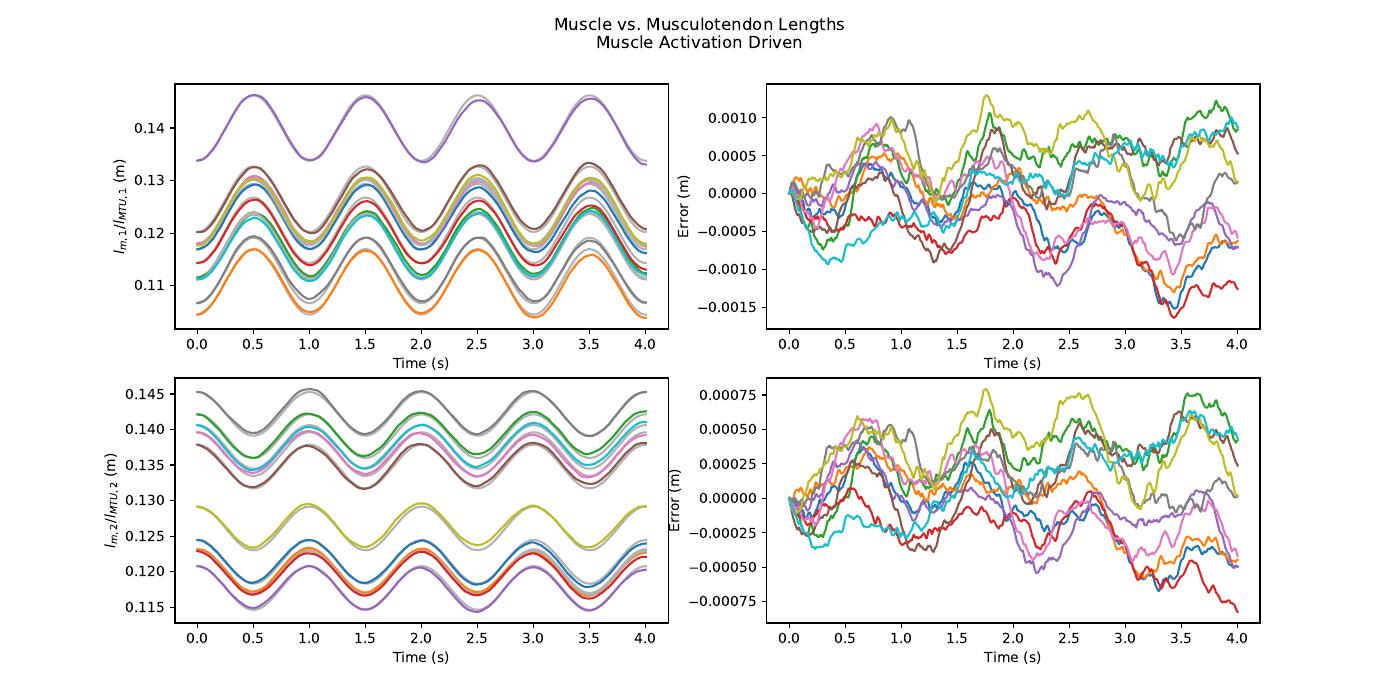 Muscle vs. Musculotendon Lengths
Muscle Activation Driven
l_{m,1}/l_{MTU,1} (m)
0.14
0.13
0.12
0.11
0.0 0.5 1.0 1.5 2.0 2.5 3.0 3.5 4.0
Time (s)
Error (m)
0.0010
0.0005
0.0000
−0.0005
−0.0010
−0.0015
0.0 0.5 1.0 1.5 2.0 2.5 3.0 3.5 4.0
Time (s)
l_{m,2}/l_{MTU,2} (m)
0.145
0.140
0.135
0.130
0.125
0.120
0.115
0.0 0.5 1.0 1.5 2.0 2.5 3.0 3.5 4.0
Time (s)
Error (m)
0.00075
0.00050
0.00025
0.00000
−0.00025
−0.00050
−0.00075
0.0 0.5 1.0 1.5 2.0 2.5 3.0 3.5 4.0
Time (s)